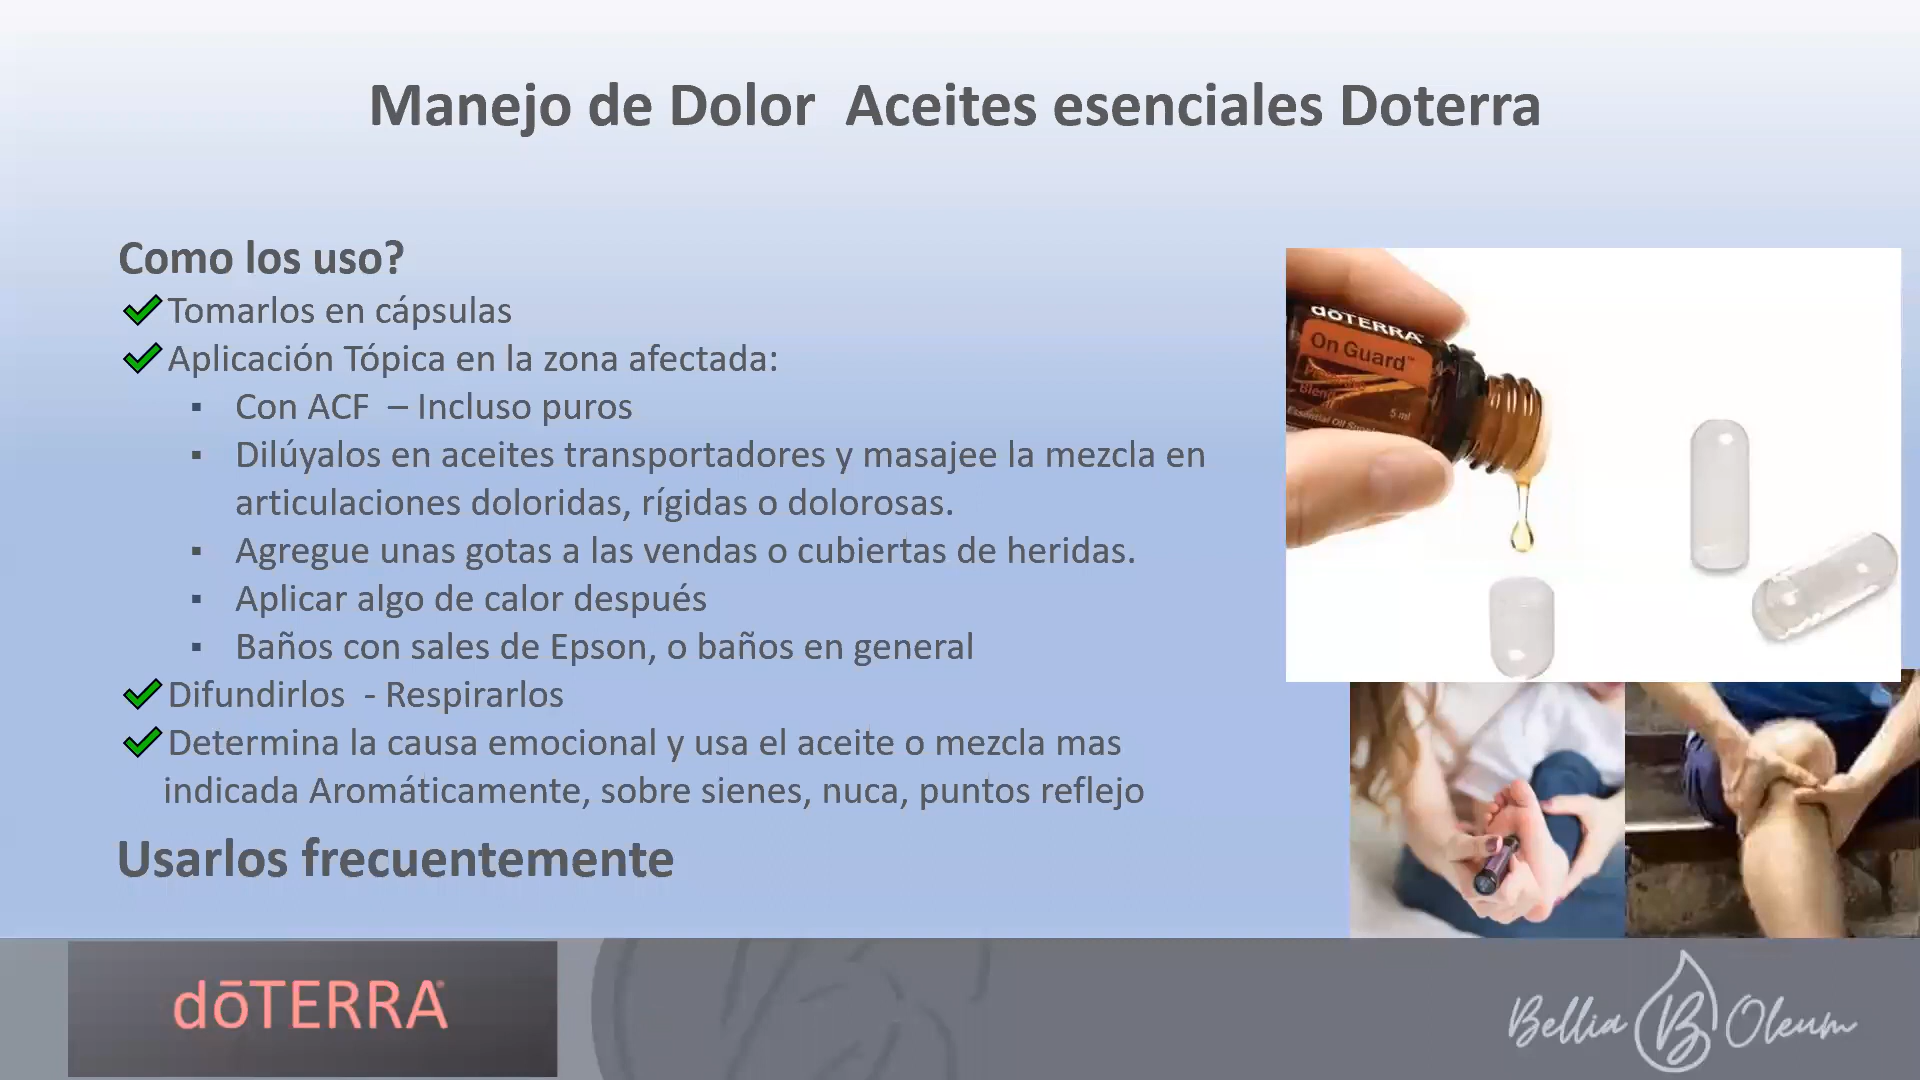 Manejo de Dolor  Aceites esenciales Doterra
Como los uso?
Tomarlos en cápsulas
Aplicación Tópica en la zona afectada:
Con ACF  – Incluso puros
Dilúyalos en aceites transportadores y masajee la mezcla en
articulaciones doloridas, rígidas o dolorosas.
Agregue unas gotas a las vendas o cubiertas de heridas.
Aplicar algo de calor después
Baños con sales de Epson, o baños en general
Difundirlos  - Respirarlos
Determina la causa emocional y usa el aceite o mezcla mas
indicada Aromáticamente, sobre sienes, nuca, puntos reflejo
Usarlos frecuentemente
dōTERRA
On Guard™
Blend
5 ml
Essential Oil
dōTERRA
Bellia B Oleum